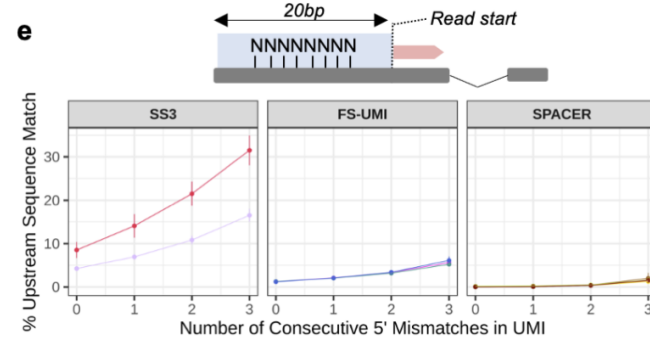 e
20bp
Read start
NNNNNNNN
SS3
FS-UMI
SPACER
% Upstream Sequence Match
30
20
10
0
0 1 2 3
0 1 2 3
0 1 2 3
Number of Consecutive 5' Mismatches in UMI